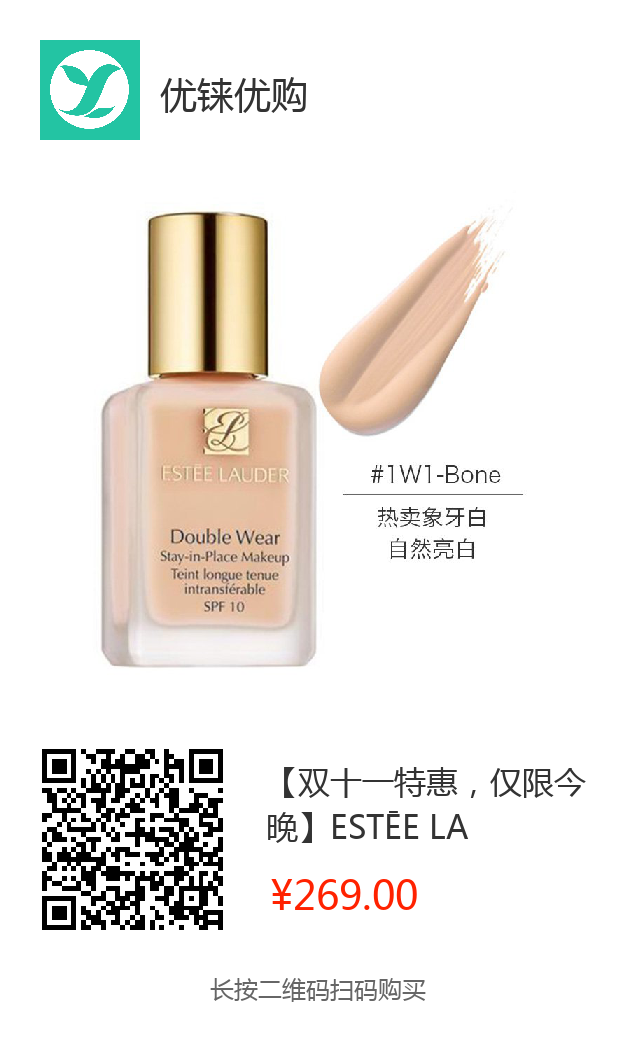 优铼优购
ESTĒE LAUDER
Double Wear
Stay-in-Place Makeup
Teint longue tenue
intransférable
SPF 10
#1W1-Bone
热卖象牙白
自然亮白
【双十一特惠，仅限今
晚】ESTĒE LA
¥269.00
长按二维码扫码购买